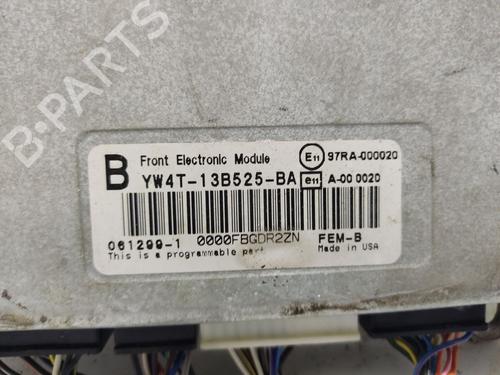 B-PARTS
B Front Electronic Module E11 97RA-000020
YW4T-13B525-BA e11 A-00 0020
061299-1 0000FBGDR2ZN FEM-B
This is a programmable part Made in USA